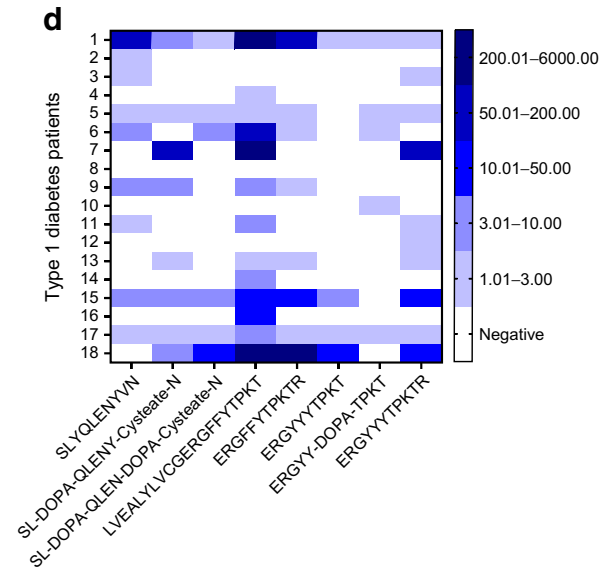 d
Type 1 diabetes patients
1
2
3
4
5
6
7
8
9
10
11
12
13
14
15
16
17
18
200.01–6000.00
50.01–200.00
10.01–50.00
3.01–10.00
1.01–3.00
Negative
SLYQLENYVN
SL-DOPA-QLENY-Cysteate-N
SL-DOPA-QLEN-DOPA-Cysteate-N
LVEALYLVCGERGFFYTPKT
ERGFFYTPKTR
ERGYYYTPKT
ERGYY-DOPA-TPKT
ERGYYYTPKTR